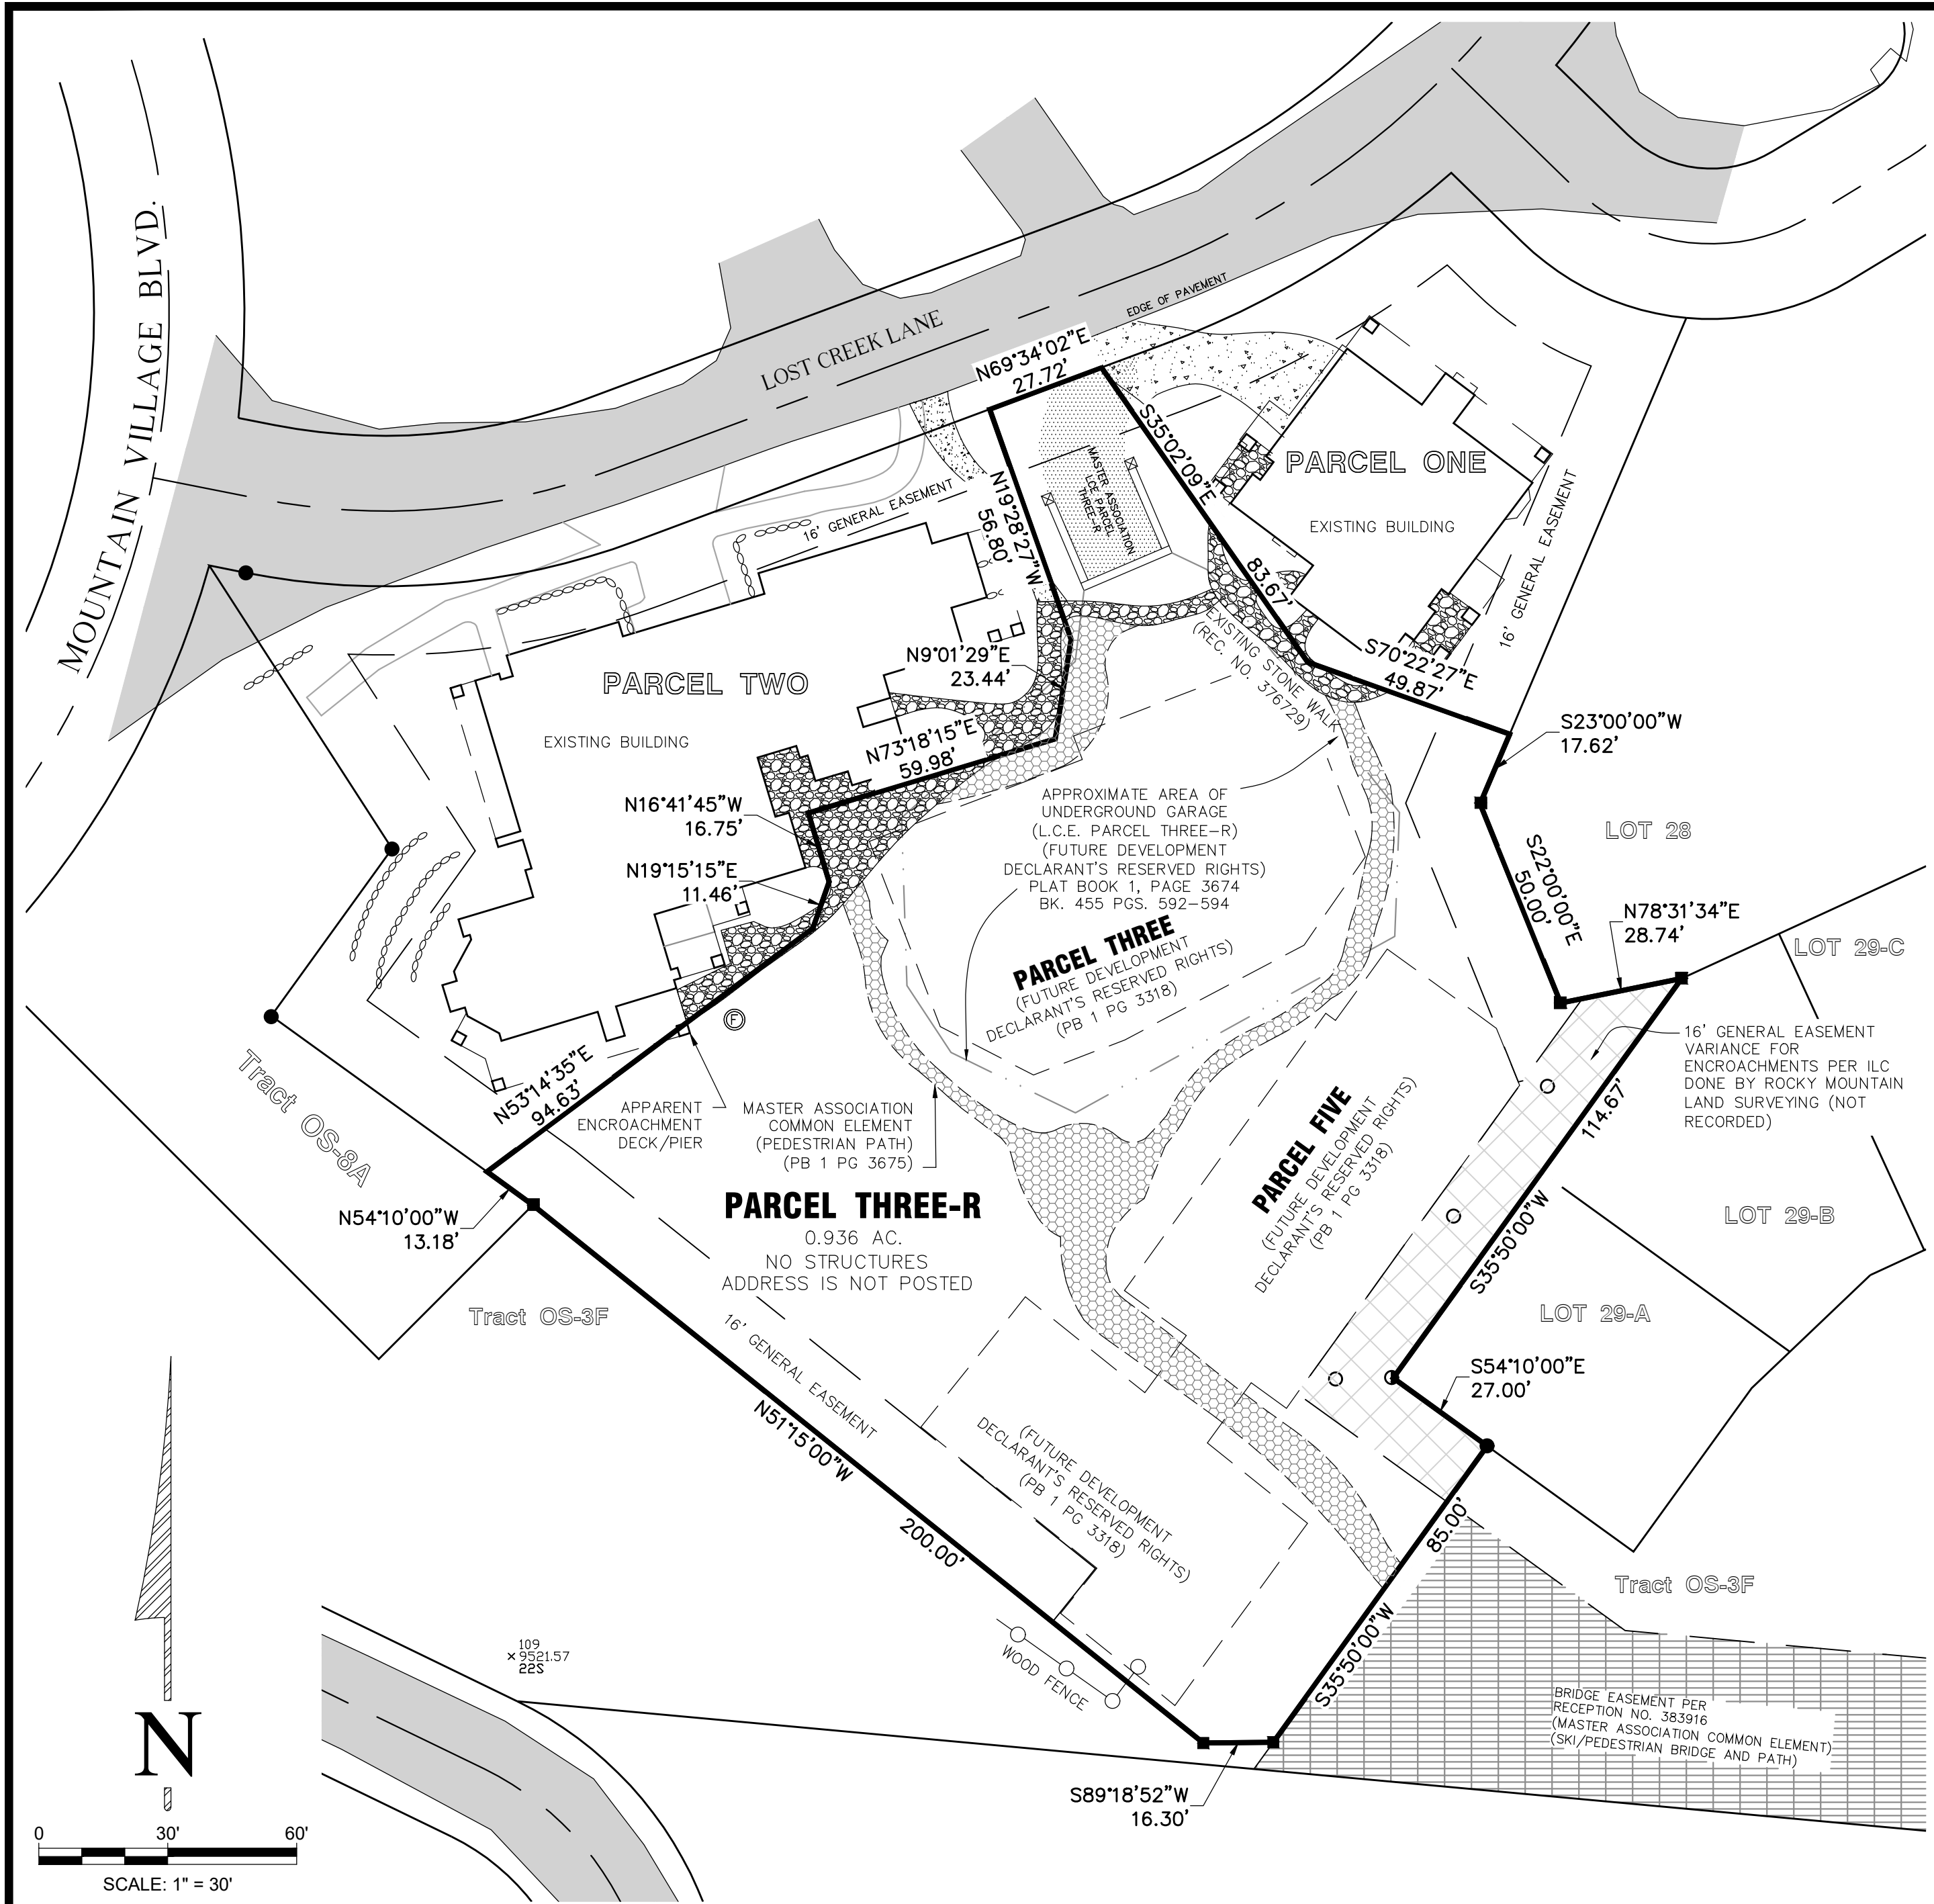 MOUNTAIN VILLAGE BLVD.
LOST CREEK LANE
EDGE OF PAVEMENT
N69°34'02"E
27.72'
S35°02'09"E
83.67'
MASTER ASSOCIATION
LCE PARCEL
THREE-R
N19°28'27"W
56.80'
16' GENERAL EASEMENT
PARCEL ONE
EXISTING BUILDING
16' GENERAL EASEMENT
EXISTING STONE WALK
(REC. NO. 376729)
S70°22'27"E
49.87'
S23°00'00"W
17.62'
PARCEL TWO
EXISTING BUILDING
N9°01'29"E
23.44'
N73°18'15"E
59.98'
N16°41'45"W
16.75'
N19°15'15"E
11.46'
APPROXIMATE AREA OF
UNDERGROUND GARAGE
(L.C.E. PARCEL THREE-R)
(FUTURE DEVELOPMENT
DECLARANT'S RESERVED RIGHTS)
PLAT BOOK 1, PAGE 3674
BK. 455 PGS. 592-594
LOT 28
S22°00'00"E
50.00'
N78°31'34"E
28.74'
LOT 29-C
PARCEL THREE
(FUTURE DEVELOPMENT
DECLARANT'S RESERVED RIGHTS)
(PB 1 PG 3318)
F
16' GENERAL EASEMENT
VARIANCE FOR
ENCROACHMENTS PER ILC
DONE BY ROCKY MOUNTAIN
LAND SURVEYING (NOT
RECORDED)
114.67'
S35°50'00"W
Tract OS-8A
N53°14'35"E
94.63'
APPARENT
ENCROACHMENT
DECK/PIER
MASTER ASSOCIATION
COMMON ELEMENT
(PEDESTRIAN PATH)
(PB 1 PG 3675)
PARCEL FIVE
(FUTURE DEVELOPMENT
DECLARANT'S RESERVED RIGHTS)
(PB 1 PG 3318)
PARCEL THREE-R
0.936 AC.
NO STRUCTURES
ADDRESS IS NOT POSTED
N54°10'00"W
13.18'
LOT 29-B
Tract OS-3F
LOT 29-A
16' GENERAL EASEMENT
N51°15'00"W
200.00'
S54°10'00"E
27.00'
(FUTURE DEVELOPMENT
DECLARANT'S RESERVED RIGHTS)
(PB 1 PG 3318)
85.00'
S35°50'00"W
Tract OS-3F
WOOD FENCE
109
9521.57
22S
BRIDGE EASEMENT PER
RECEPTION NO. 383916
(MASTER ASSOCIATION COMMON ELEMENT)
(SKI/PEDESTRIAN BRIDGE AND PATH)
S89°18'52"W
16.30'
N
0 30' 60'
SCALE: 1" = 30'